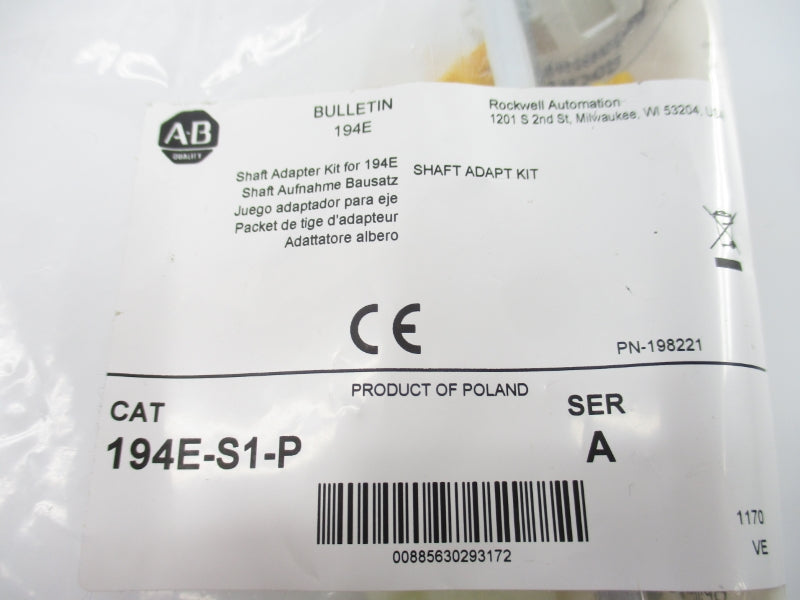 A-B
QUALITY
BULLETIN
194E
Rockwell Automation
1201 S 2nd St, Milwaukee, WI 53204, USA
Shaft Adapter Kit for 194E
Shaft Aufnahme Bausatz
Juego adaptador para eje
Packet de tige d'adapteur
Adattatore albero
SHAFT ADAPT KIT
CE
PN-198221
PRODUCT OF POLAND
CAT
194E-S1-P
SER
A
00885630293172
1170
VE